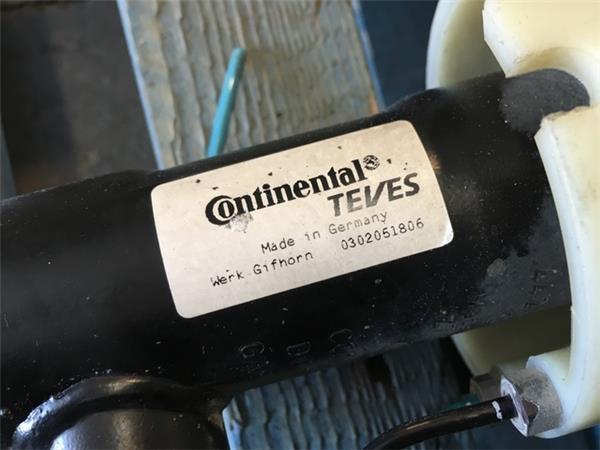 Continental
TEVES
Made in Germany
Werk Gifhorn 0302051806